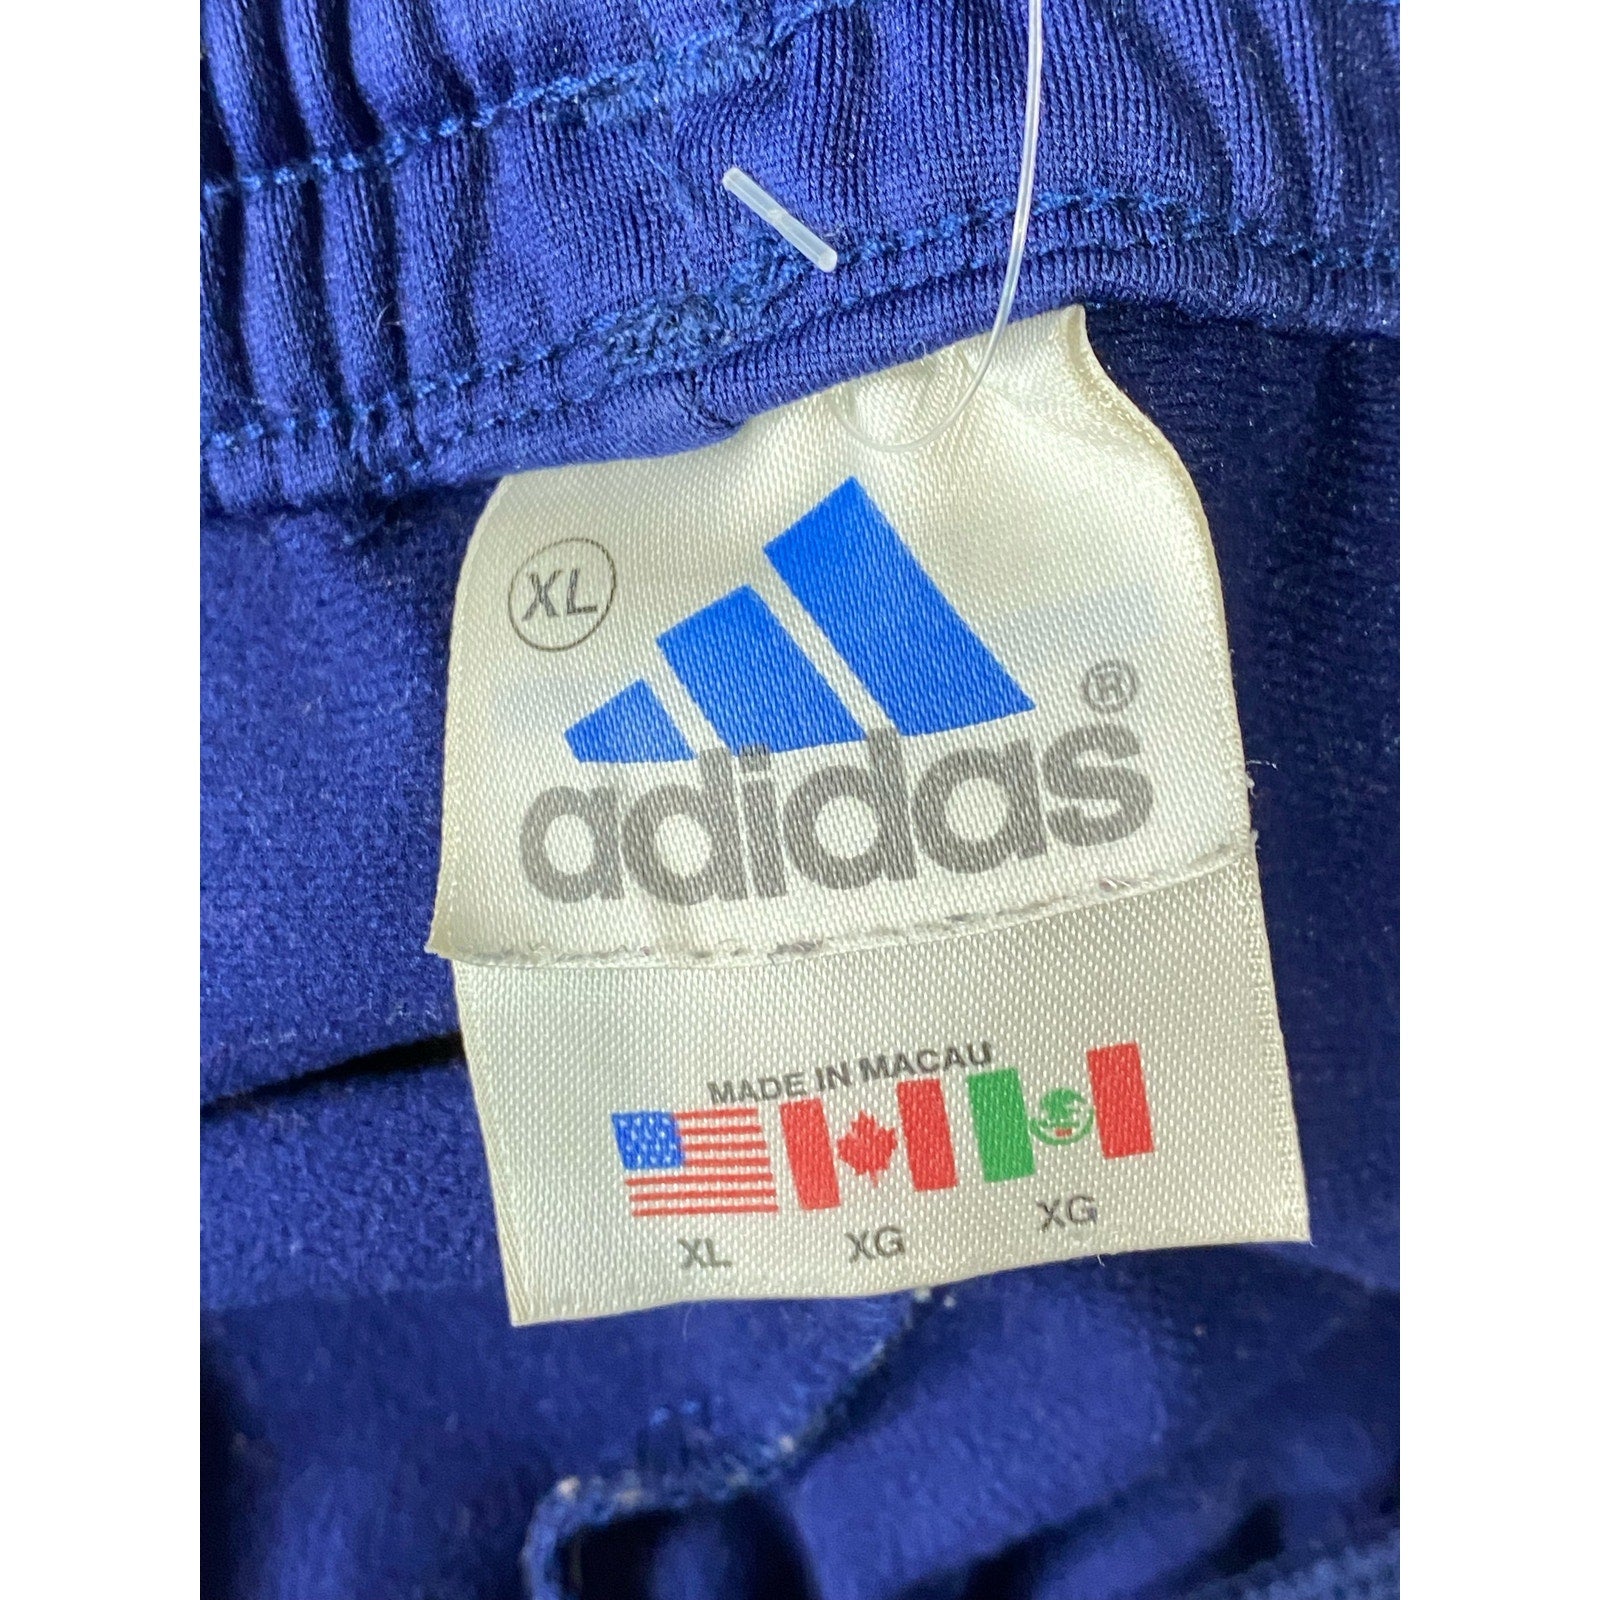 XL
adidas ®
MADE IN MACAU
XL XG XG